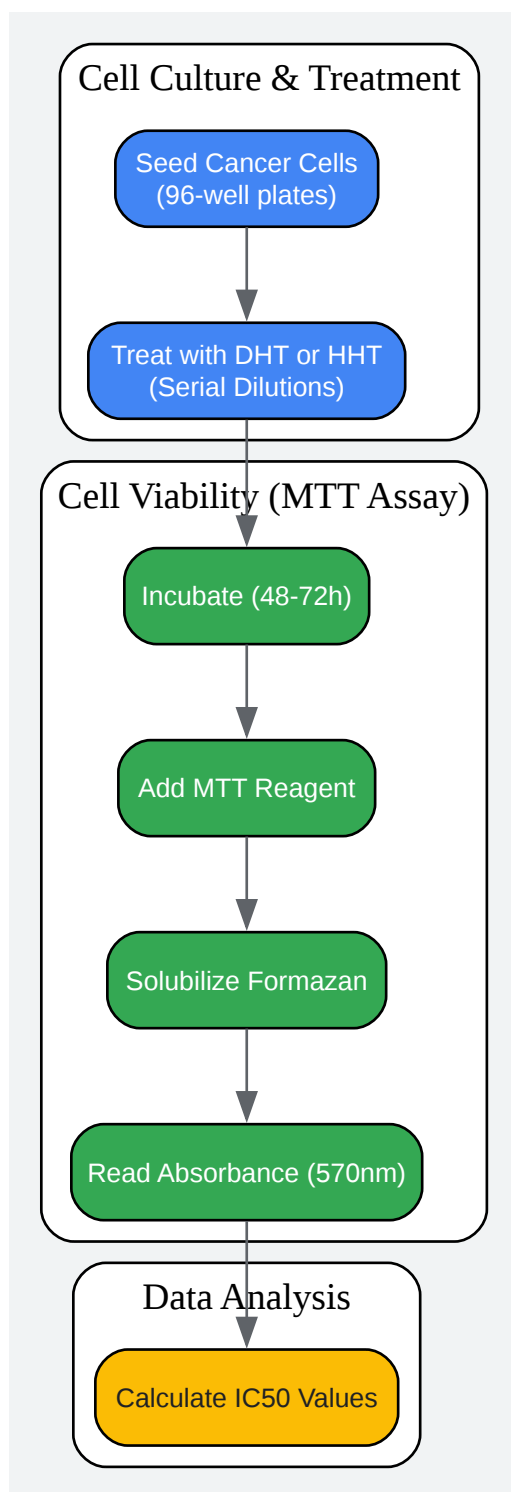 Cell Culture & Treatment
Seed Cancer Cells
(96-well plates)
Treat with DHT or HHT
(Serial Dilutions)
Cell Viability (MTT Assay)
Incubate (48-72h)
Add MTT Reagent
Solubilize Formazan
Read Absorbance (570nm)
Data Analysis
Calculate IC50 Values